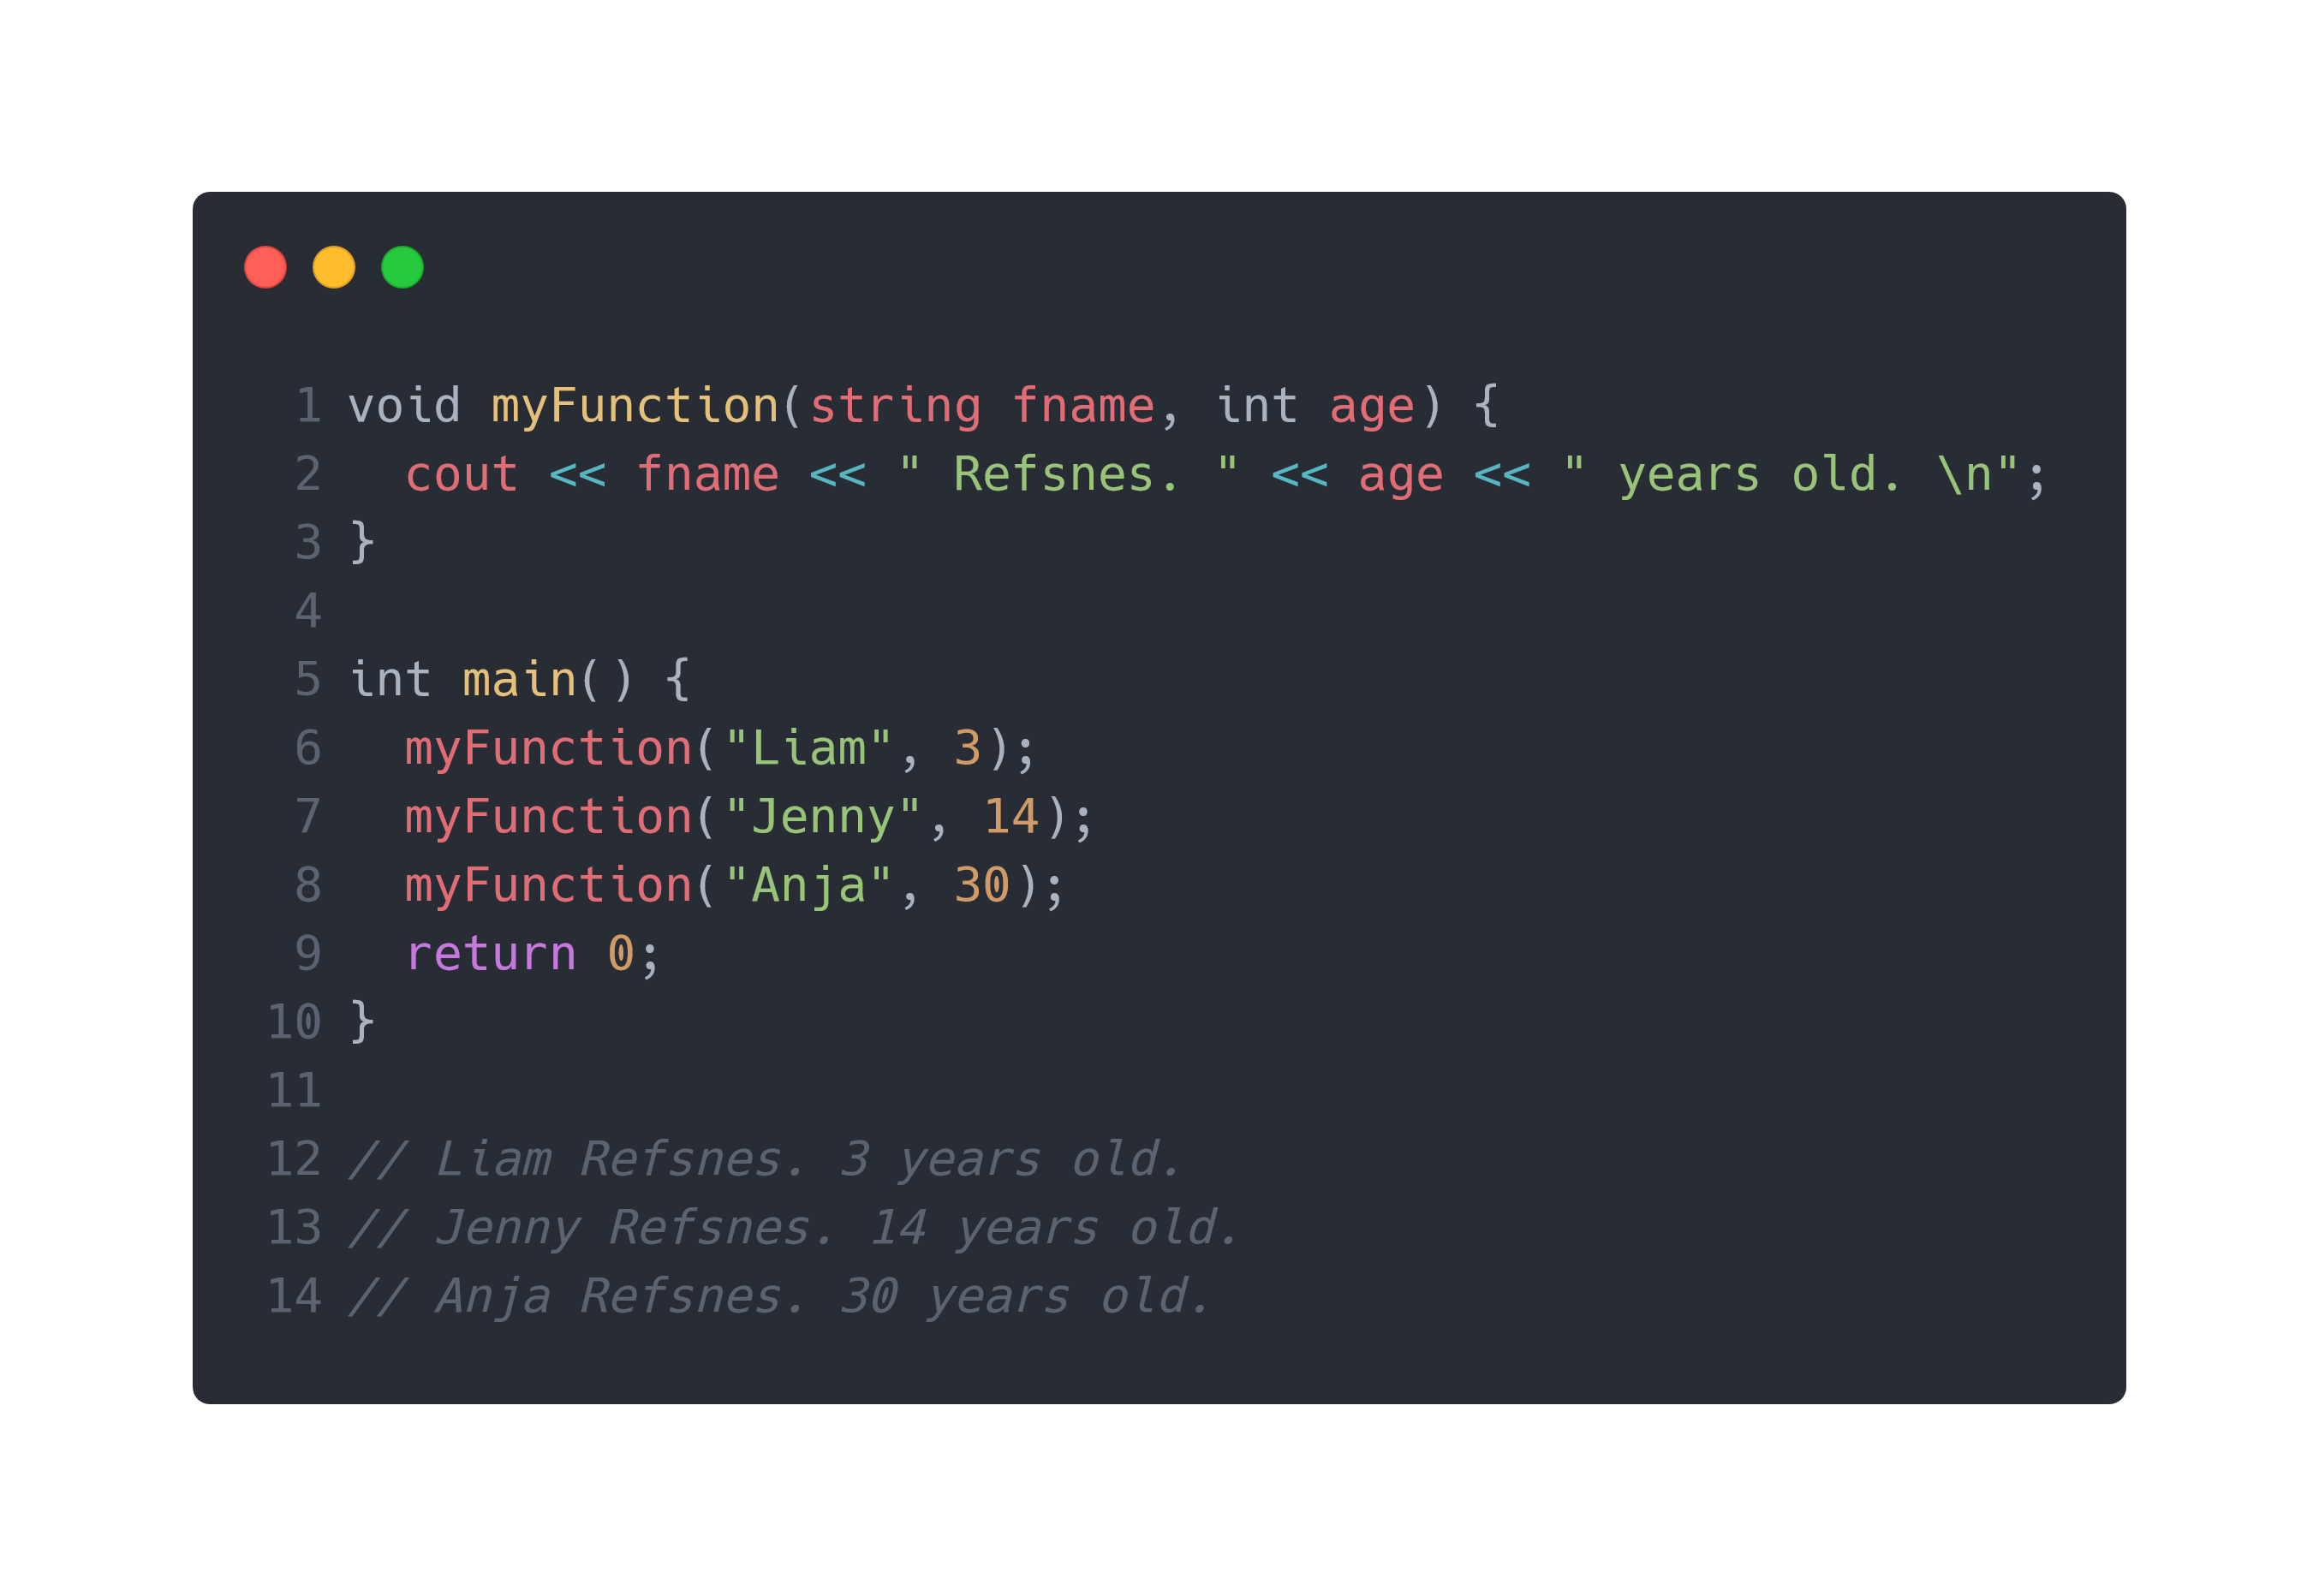 1 void myFunction(string fname, int age) {
2   cout << fname << " Refsnes. " << age << " years old. \n";
3 }
4
5 int main() {
6   myFunction("Liam", 3);
7   myFunction("Jenny", 14);
8   myFunction("Anja", 30);
9   return 0;
10 }
11
12 // Liam Refsnes. 3 years old.
13 // Jenny Refsnes. 14 years old.
14 // Anja Refsnes. 30 years old.